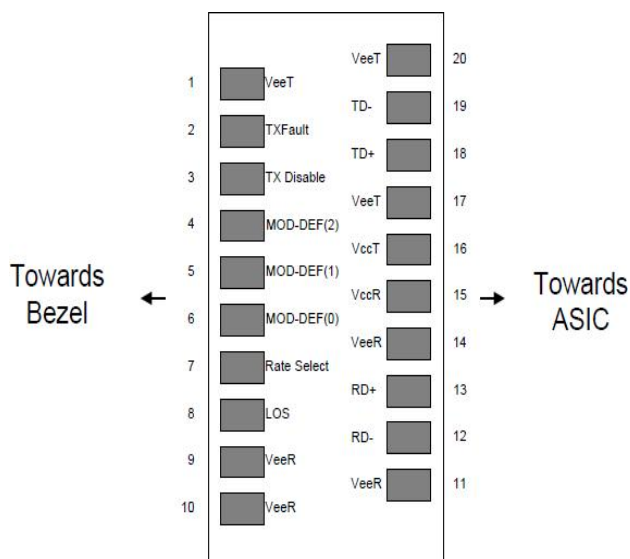 VeeT 20
1 VeeT
TD- 19
2 TXFault
TD+ 18
3 TX Disable
VeeT 17
4 MOD-DEF(2)
VccT 16
Towards
Bezel
5 MOD-DEF(1)
VccR 15
Towards
ASIC
6 MOD-DEF(0)
VeeR 14
7 Rate Select
RD+ 13
8 LOS
RD- 12
9 VeeR
VeeR 11
10 VeeR